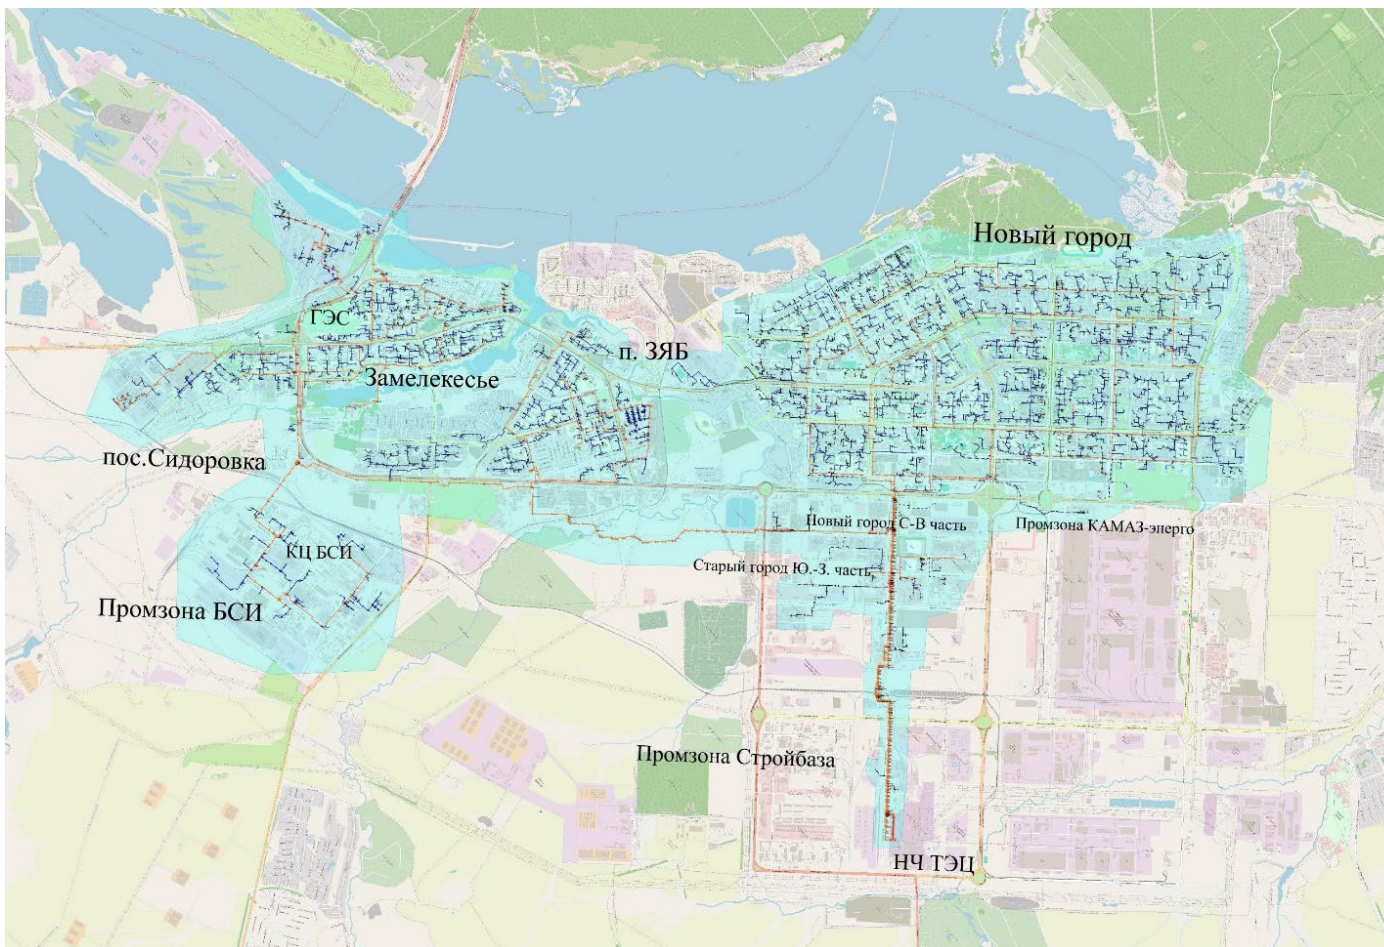 Новый город
ГЭС
п. ЗЯБ
Замелекесье
пос.Сидоровка
Новый город С-В часть
Промзона КАМАЗ-энерго
КЦ БСИ
Старый город Ю.-З. часть
Промзона БСИ
Промзона Стройбаза
НЧ ТЭЦ